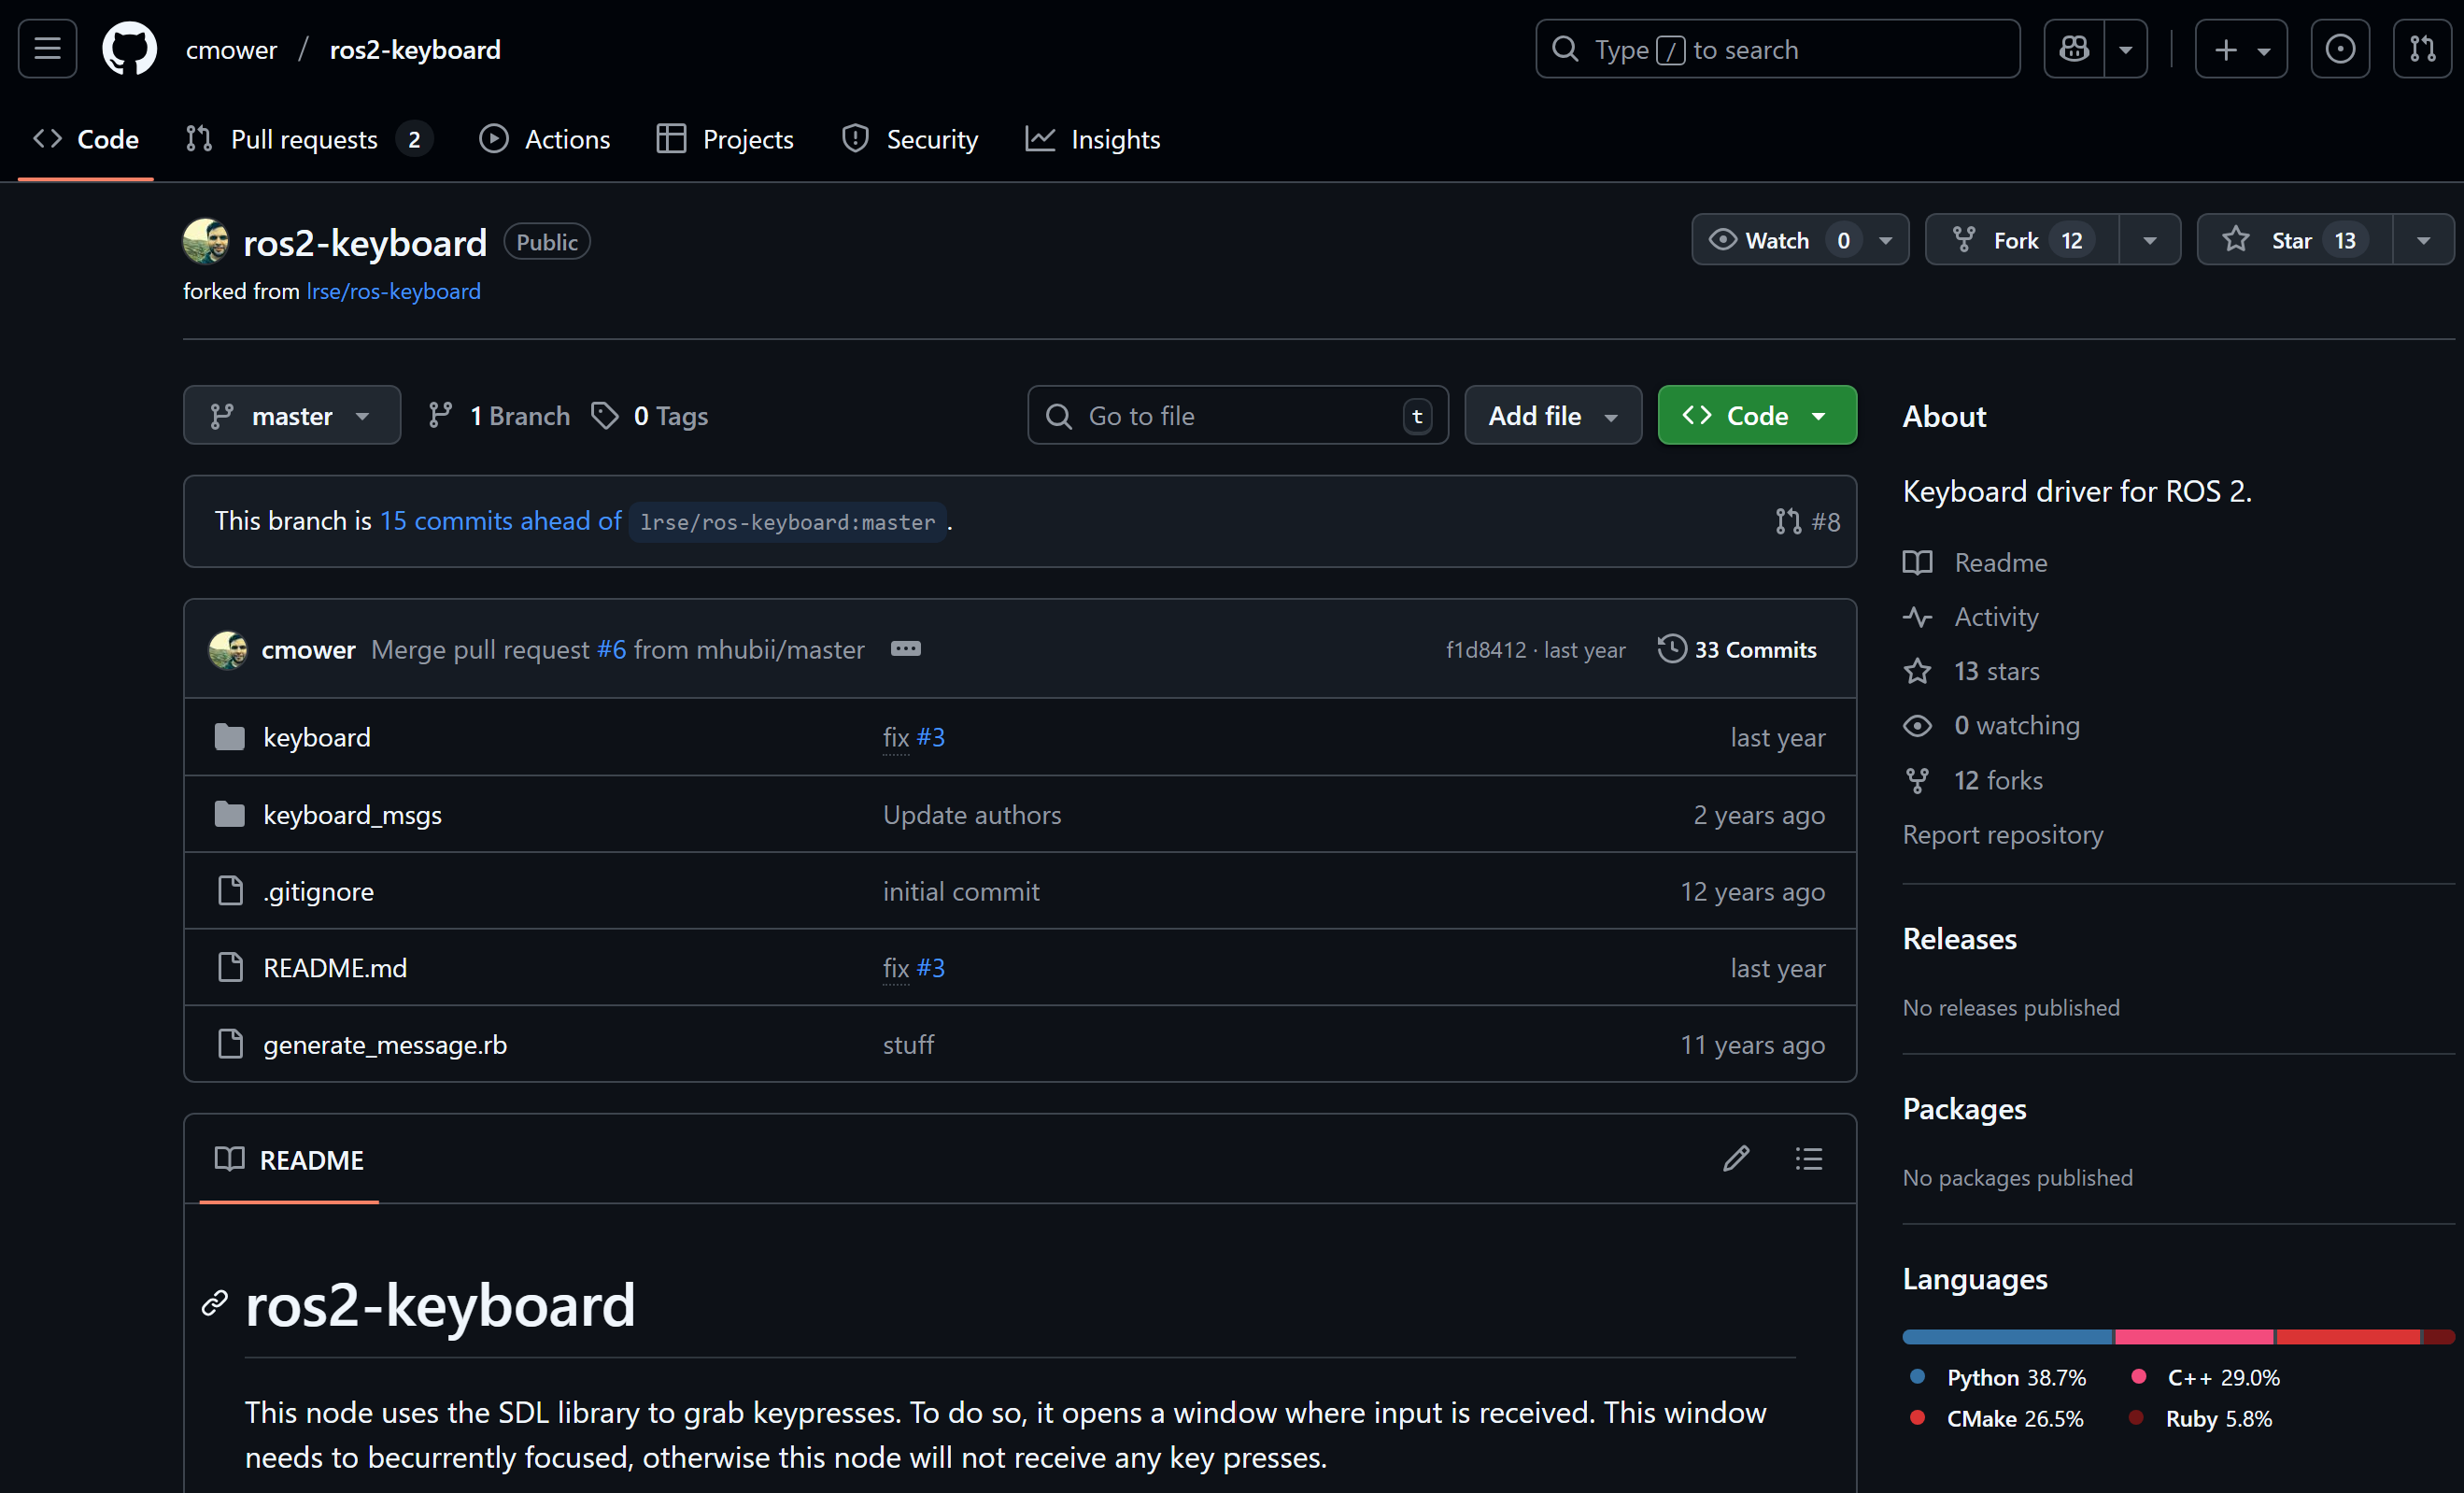 cmower / ros2-keyboard
Type / to search
Code
Pull requests 2
Actions
Projects
Security
Insights
ros2-keyboard Public
Watch 0
Fork 12
Star 13
forked from lrse/ros-keyboard
master
1 Branch
0 Tags
Go to file t
Add file
Code
This branch is 15 commits ahead of lrse/ros-keyboard:master .
#8
cmower Merge pull request #6 from mhubii/master
f1d8412 · last year
33 Commits
keyboard fix #3 last year
keyboard_msgs Update authors 2 years ago
.gitignore initial commit 12 years ago
README.md fix #3 last year
generate_message.rb stuff 11 years ago
README
ros2-keyboard
This node uses the SDL library to grab keypresses. To do so, it opens a window where input is received. This window
needs to becurrently focused, otherwise this node will not receive any key presses.
About
Keyboard driver for ROS 2.
Readme
Activity
13 stars
0 watching
12 forks
Report repository
Releases
No releases published
Packages
No packages published
Languages
Python 38.7% C++ 29.0%
CMake 26.5% Ruby 5.8%